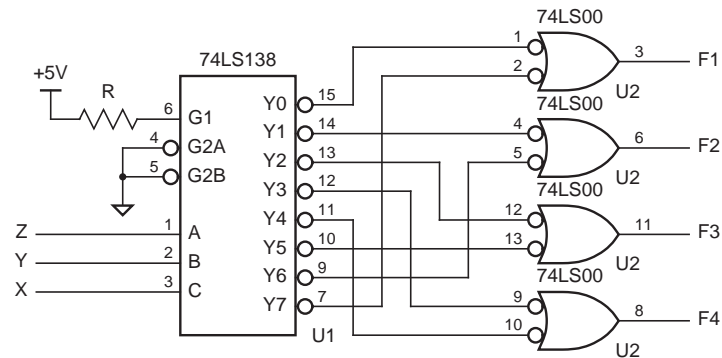 74LS00
1
2
3
F1
U2
74LS138
+5V
R
6
G1
4
G2A
5
G2B
Z
1
A
Y
2
B
X
3
C
Y0
15
Y1
14
Y2
13
Y3
12
Y4
11
Y5
10
Y6
9
Y7
7
U1
74LS00
4
5
6
F2
U2
74LS00
12
13
11
F3
U2
74LS00
9
10
8
F4
U2